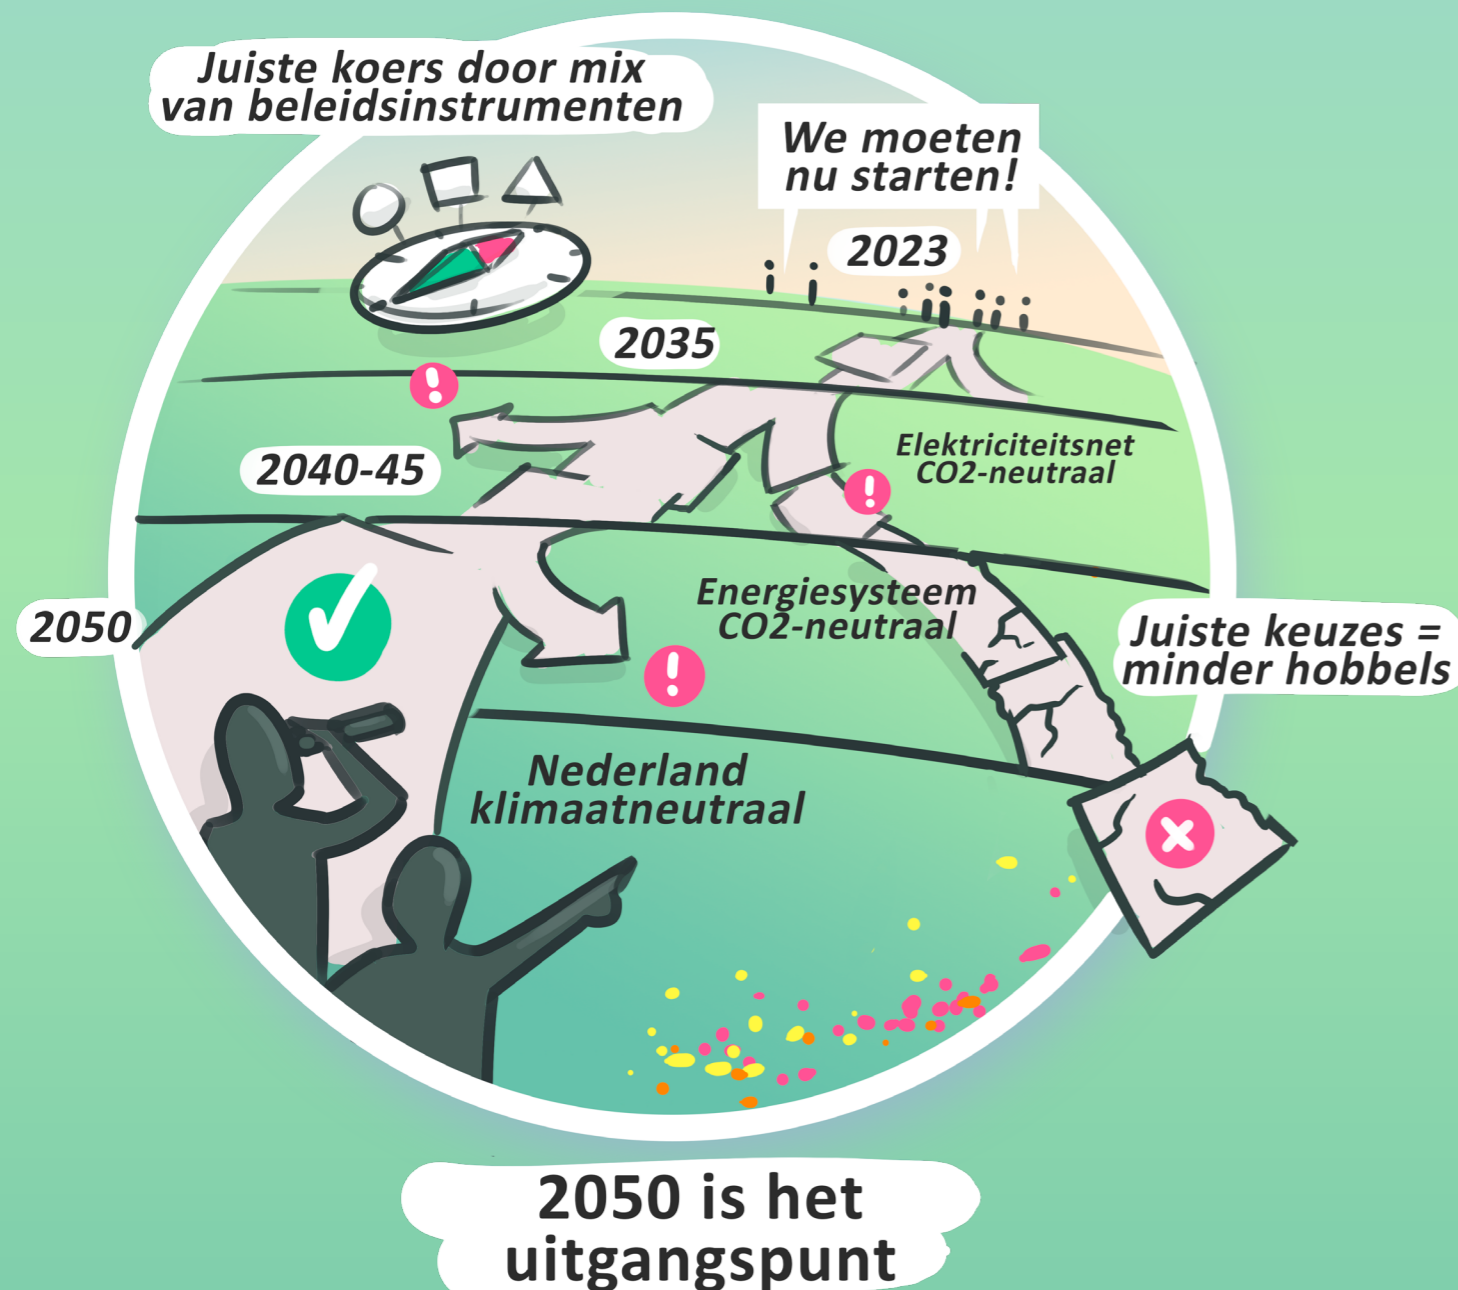 Juiste koers door mix
van beleidsinstrumenten
We moeten
nu starten!
2023
2035
Elektriciteitsnet
CO2-neutraal
2040-45
Energiesysteem
CO2-neutraal
2050
Juiste keuzes =
minder hobbels
Nederland
klimaatneutraal
2050 is het
uitgangspunt